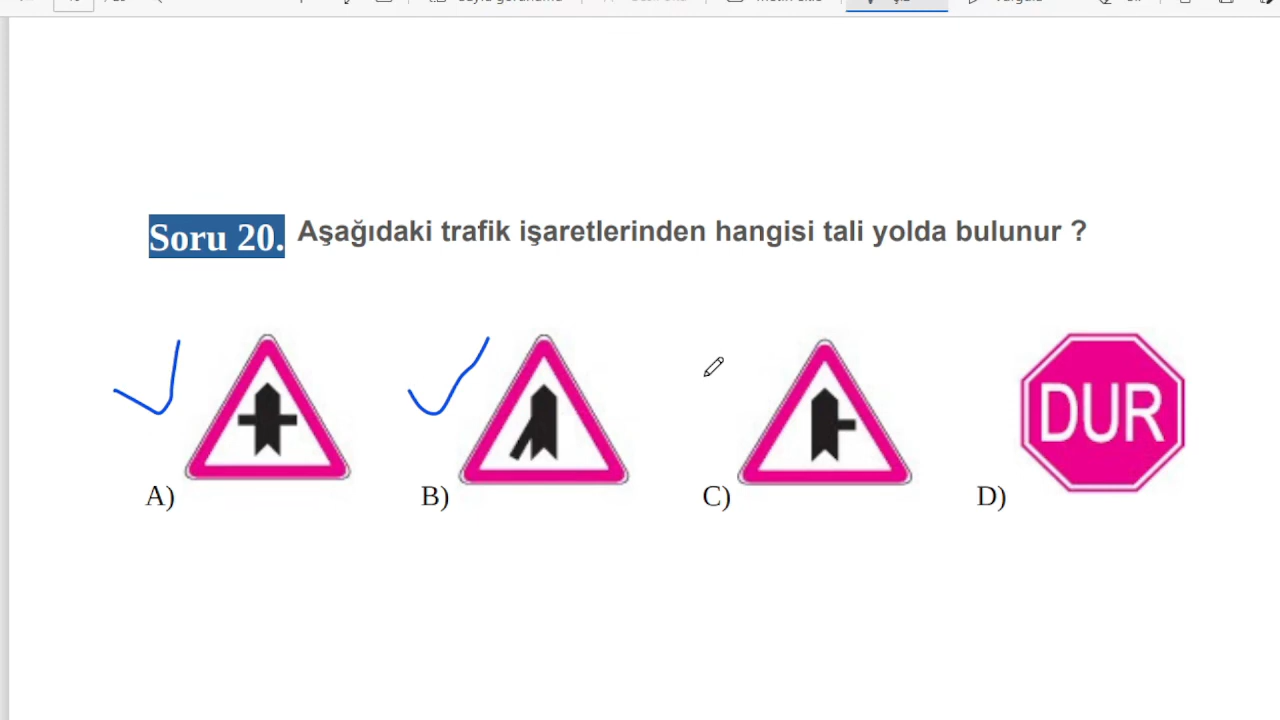 Soru 20. Aşağıdaki trafik işaretlerinden hangisi tali yolda bulunur ?
DUR
A) B) C) D)